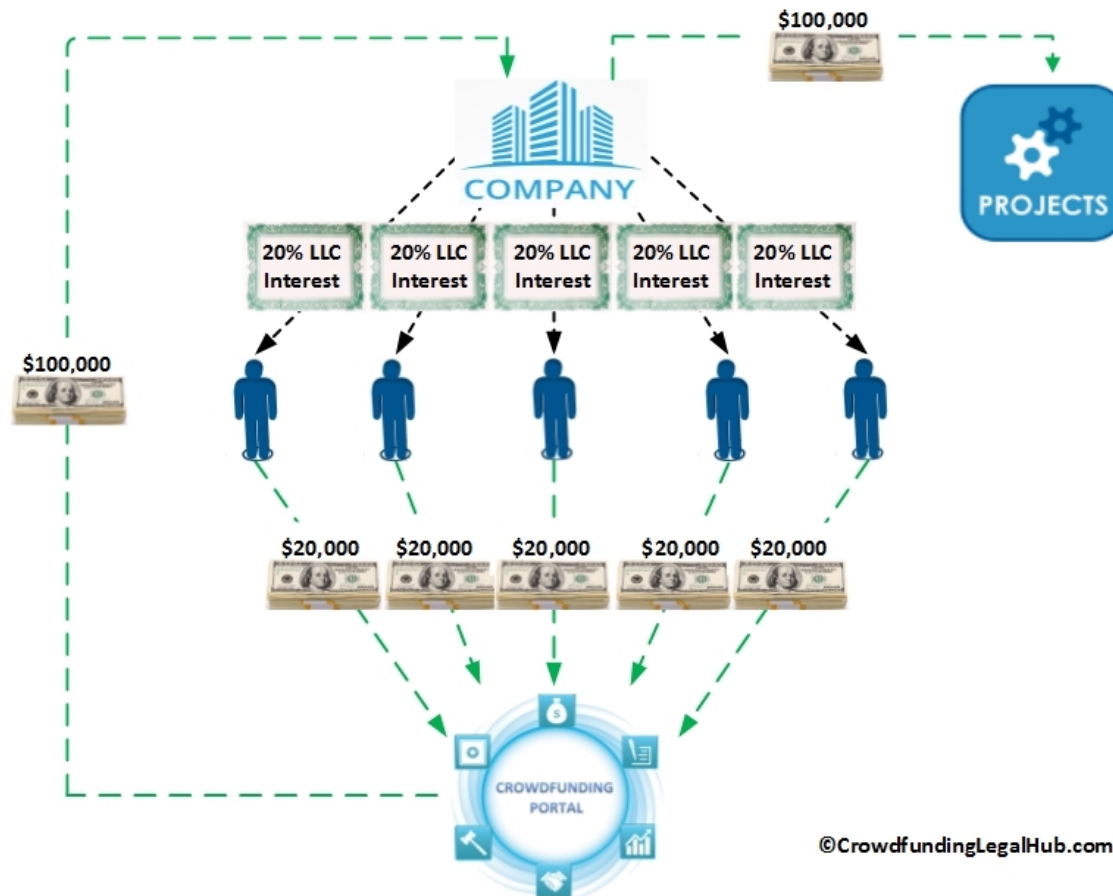 $100,000
COMPANY
PROJECTS
20% LLC
Interest
20% LLC
Interest
20% LLC
Interest
20% LLC
Interest
20% LLC
Interest
$100,000
$20,000
$20,000
$20,000
$20,000
$20,000
CROWDFUNDING
PORTAL
©CrowdfundingLegalHub.com